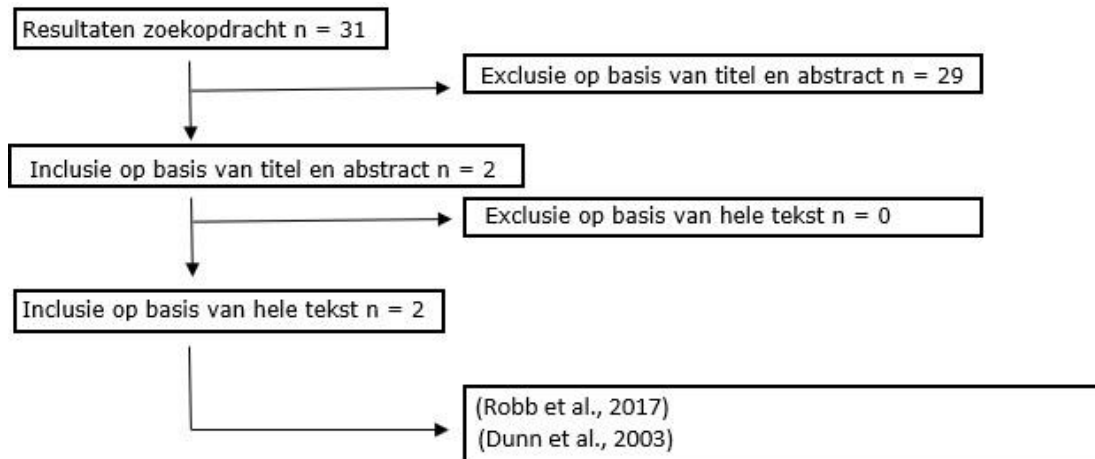 Resultaten zoekopdracht n = 31
Exclusie op basis van titel en abstract n = 29
Inclusie op basis van titel en abstract n = 2
Exclusie op basis van hele tekst n = 0
Inclusie op basis van hele tekst n = 2
(Robb et al., 2017)
(Dunn et al., 2003)